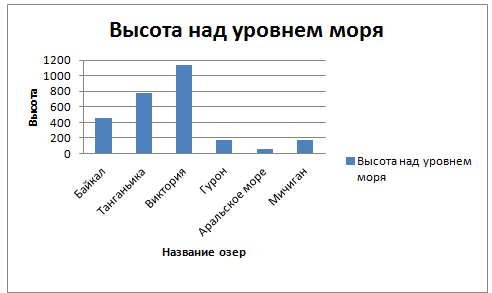 Высота над уровнем моря
1200
1000
800
600
400
200
0
Высота
Байкал
Танганьика
Виктория
Гурон
Аральское море
Мичиган
Название озер
Высота над уровнем
моря